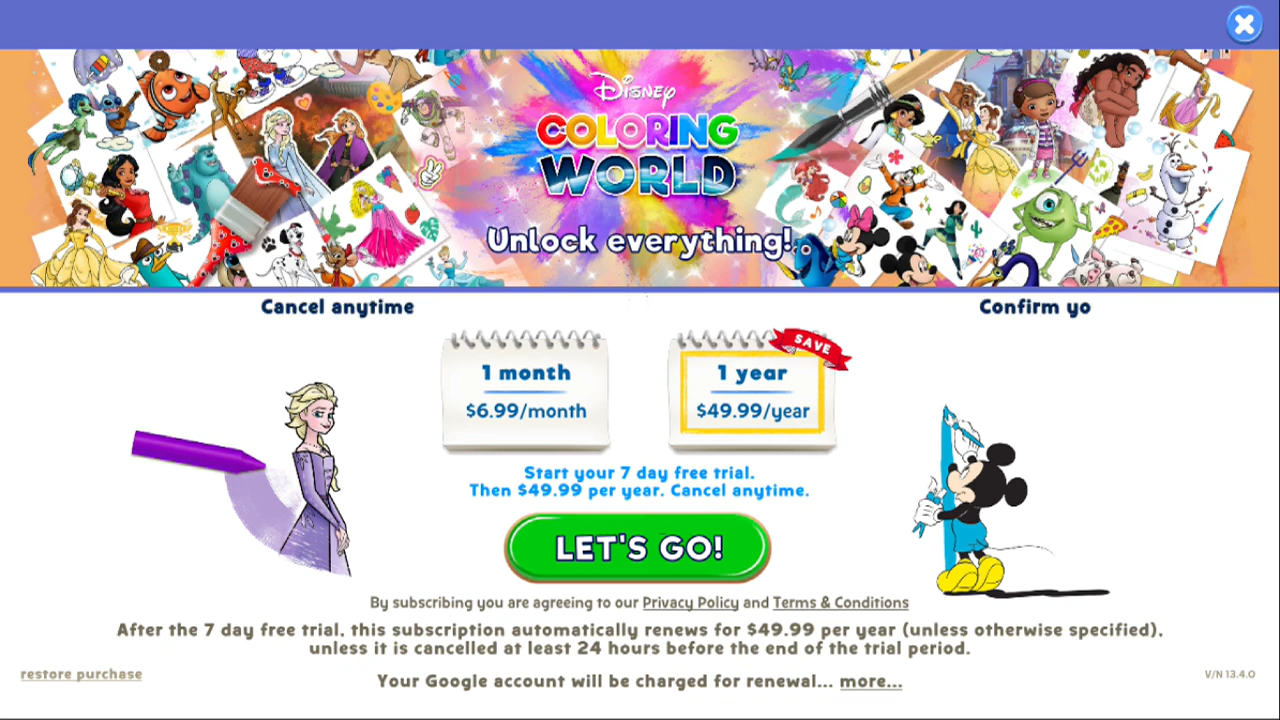 Disney
COLORING
WORLD
Unlock everything!
Cancel anytime
Confirm yo
SAVE
1 month
1 year
$6.99/month
$49.99/year
Start your 7 day free trial.
Then $49.99 per year. Cancel anytime.
LET'S GO!
By subscribing you are agreeing to our Privacy Policy and Terms & Conditions
After the 7 day free trial, this subscription automatically renews for $49.99 per year (unless otherwise specified),
unless it is cancelled at least 24 hours before the end of the trial period.
restore purchase
V/N 13.4.0
Your Google account will be charged for renewal... more...